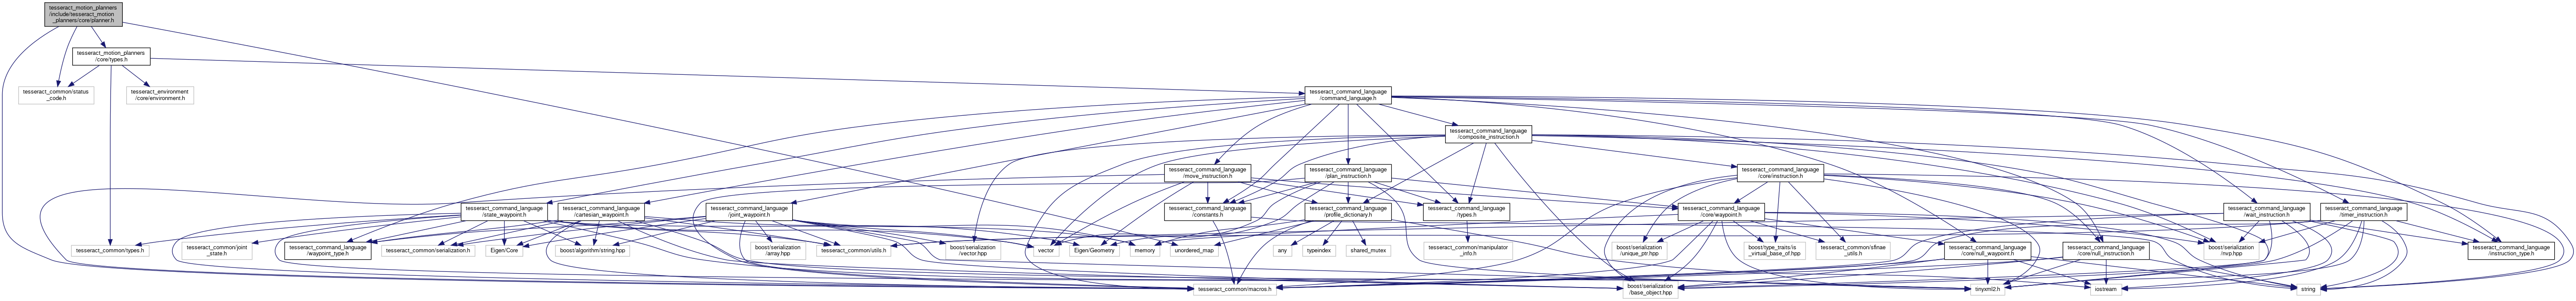 tesseract_motion_planners
/include/tesseract_motion
_planners/core/planner.h
tesseract_motion_planners
/core/types.h
tesseract_common/status
_code.h
tesseract_environment
/core/environment.h
tesseract_command_language
/command_language.h
tesseract_command_language
/composite_instruction.h
tesseract_command_language
/move_instruction.h
tesseract_command_language
/plan_instruction.h
tesseract_command_language
/core/instruction.h
tesseract_command_language
/state_waypoint.h
tesseract_command_language
/cartesian_waypoint.h
tesseract_command_language
/joint_waypoint.h
tesseract_command_language
/constants.h
tesseract_command_language
/profile_dictionary.h
tesseract_command_language
/types.h
tesseract_command_language
/core/waypoint.h
tesseract_command_language
/wait_instruction.h
tesseract_command_language
/timer_instruction.h
tesseract_common/types.h
tesseract_common/joint
_state.h
tesseract_command_language
/waypoint_type.h
tesseract_common/serialization.h
Eigen/Core
boost/algorithm/string.hpp
boost/serialization
/array.hpp
tesseract_common/utils.h
boost/serialization
/vector.hpp
vector
Eigen/Geometry
memory
unordered_map
any
typeindex
shared_mutex
tesseract_common/manipulator
_info.h
boost/serialization
/unique_ptr.hpp
boost/type_traits/is
_virtual_base_of.hpp
tesseract_common/sfinae
_utils.h
tesseract_command_language
/core/null_waypoint.h
tesseract_command_language
/core/null_instruction.h
boost/serialization
/nvp.hpp
tesseract_command_language
/instruction_type.h
tesseract_common/macros.h
boost/serialization
/base_object.hpp
tinyxml2.h
iostream
string